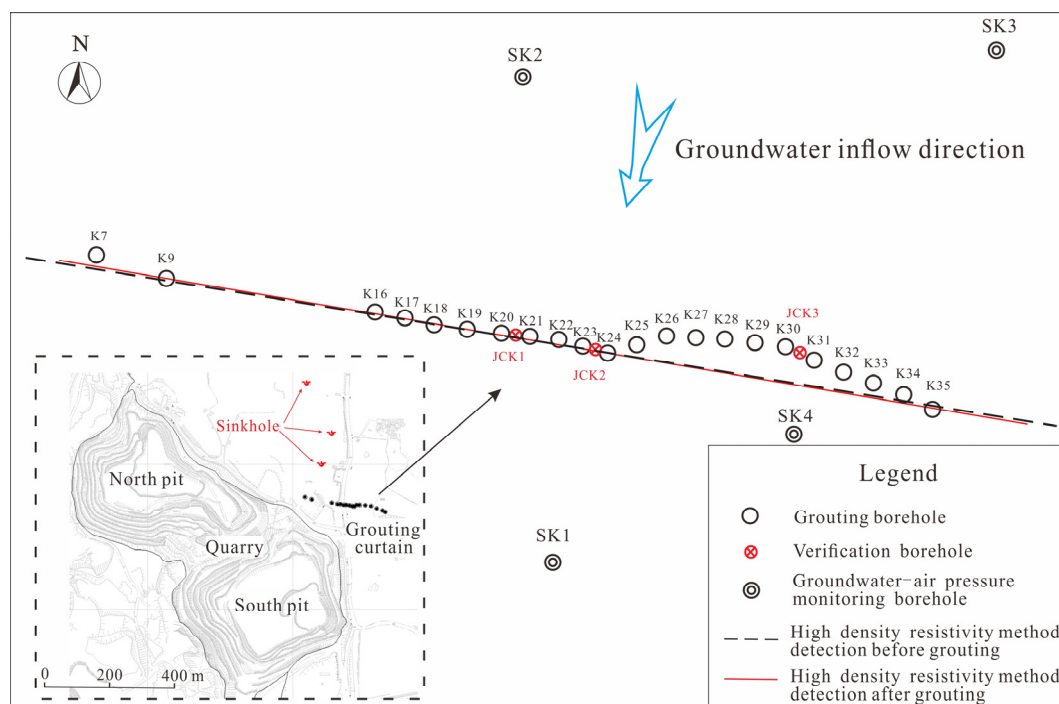 N
SK2
SK3
Groundwater inflow direction
K7
K9
K16
K17
K18
K19
K20
K21
K22
K23
K24
K25
K26
K27
K28
K29
K30
K31
K32
K33
K34
K35
JCK1
JCK2
JCK3
SK4
SK1
Sinkhole
North pit
Quarry
Grouting
curtain
South pit
0 200 400 m
Legend
Grouting borehole
Verification borehole
Groundwater-air pressure
monitoring borehole
High density resistivity method
detection before grouting
High density resistivity method
detection after grouting